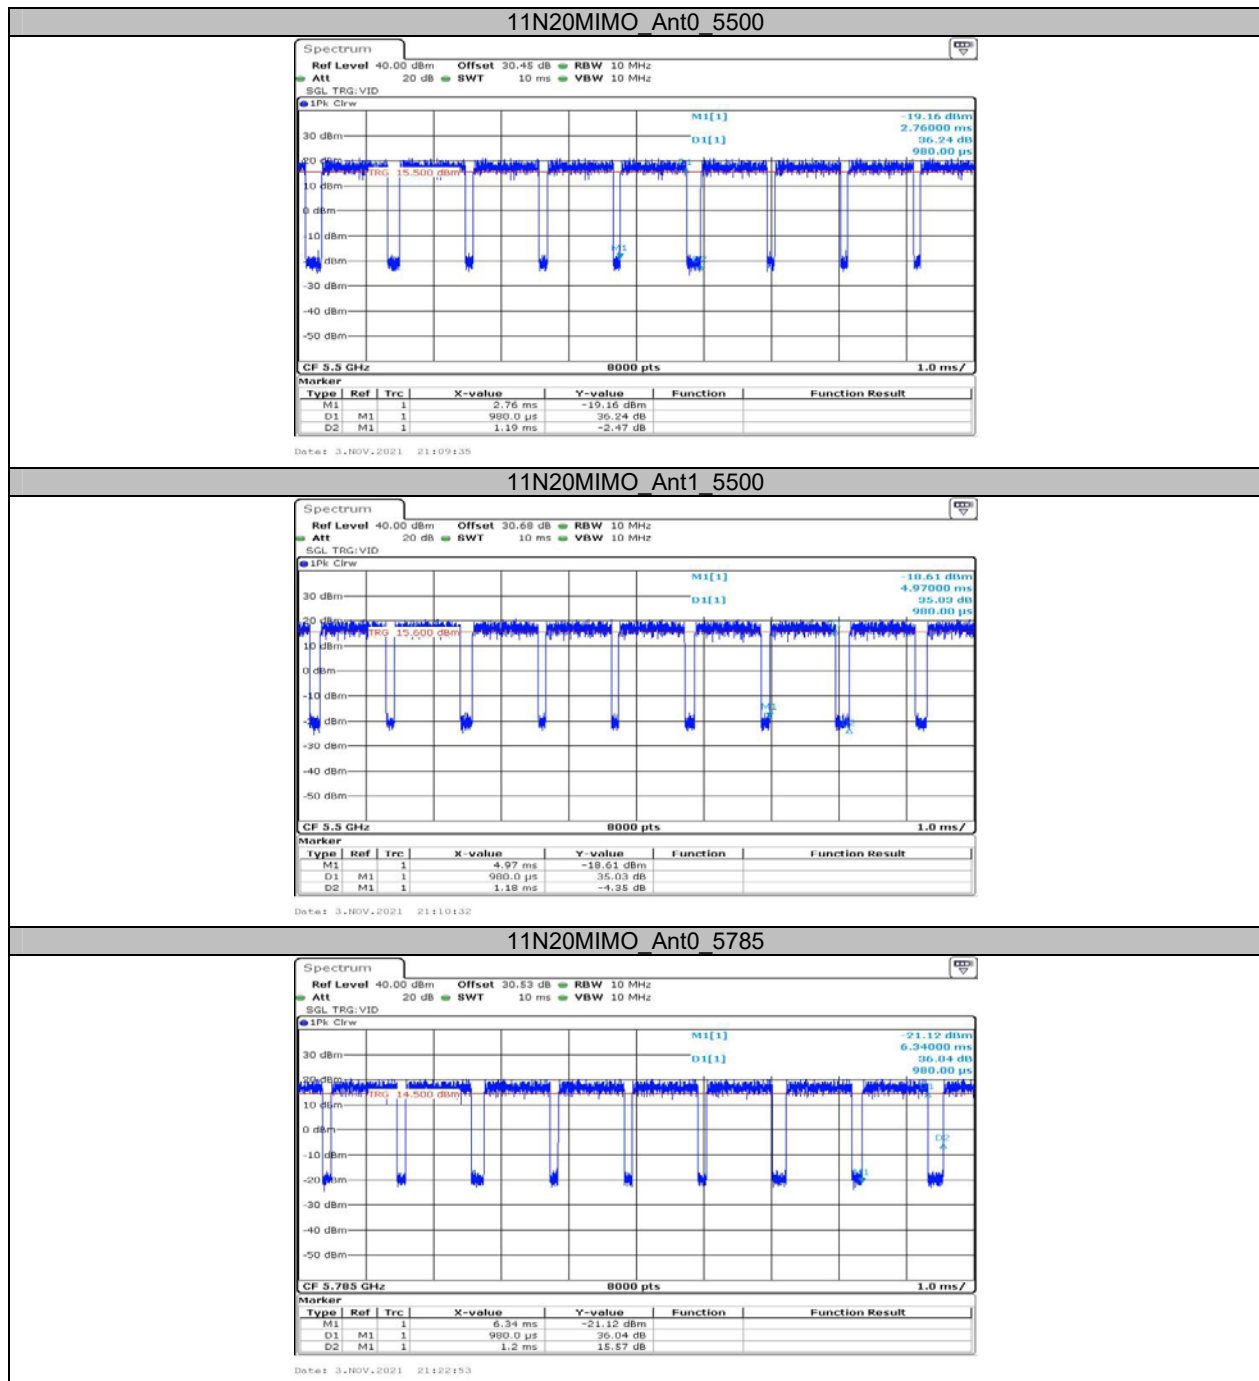 11N20MIMO_Ant0_5500
Spectrum
Ref Level 40.00 dBm Offset 30.45 dB RBW 10 MHz
Att 20 dB SWT 10 ms VBW 10 MHz
SGL TRG:VID
1Pk Clrw
M1[1] -19.16 dBm
2.76000 ms
D1[1] 36.24 dB
980.00 µs
30 dBm
20 dBm
TRG 15.500 dBm
10 dBm
0 dBm
-10 dBm
M1
-30 dBm
-40 dBm
-50 dBm
CF 5.5 GHz 8000 pts 1.0 ms/
Marker
Type Ref Trc X-value Y-value Function Function Result
M1 1 2.76 ms -19.16 dBm
D1 M1 1 980.0 µs 36.24 dB
D2 M1 1 1.19 ms -2.47 dB
Date: 3.NOV.2021 21:09:35
11N20MIMO_Ant1_5500
Spectrum
Ref Level 40.00 dBm Offset 30.68 dB RBW 10 MHz
Att 20 dB SWT 10 ms VBW 10 MHz
SGL TRG:VID
1Pk Clrw
M1[1] -18.61 dBm
4.97000 ms
D1[1] 35.03 dB
980.00 µs
30 dBm
20 dBm
TRG 15.600 dBm
10 dBm
0 dBm
-10 dBm
M1
-30 dBm
-40 dBm
-50 dBm
CF 5.5 GHz 8000 pts 1.0 ms/
Marker
Type Ref Trc X-value Y-value Function Function Result
M1 1 4.97 ms -18.61 dBm
D1 M1 1 980.0 µs 35.03 dB
D2 M1 1 1.18 ms -4.35 dB
Date: 3.NOV.2021 21:10:32
11N20MIMO_Ant0_5785
Spectrum
Ref Level 40.00 dBm Offset 30.53 dB RBW 10 MHz
Att 20 dB SWT 10 ms VBW 10 MHz
SGL TRG:VID
1Pk Clrw
M1[1] -21.12 dBm
6.34000 ms
D1[1] 36.04 dB
980.00 µs
30 dBm
20 dBm
TRG 14.500 dBm
10 dBm
0 dBm
D2
-10 dBm
-20 dBm
M1
-30 dBm
-40 dBm
-50 dBm
CF 5.785 GHz 8000 pts 1.0 ms/
Marker
Type Ref Trc X-value Y-value Function Function Result
M1 1 6.34 ms -21.12 dBm
D1 M1 1 980.0 µs 36.04 dB
D2 M1 1 1.2 ms 15.57 dB
Date: 3.NOV.2021 21:22:53